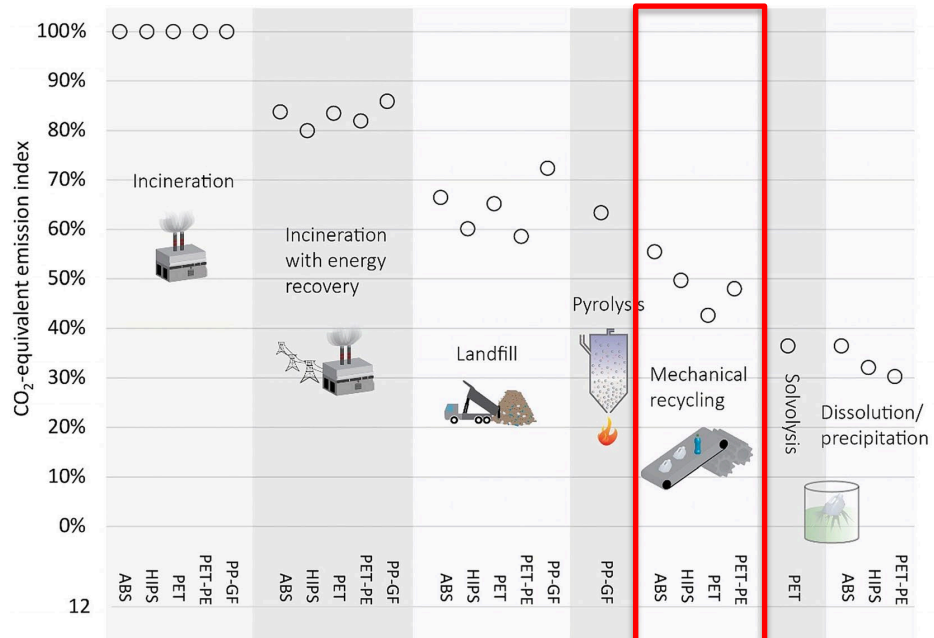 CO₂-equivalent emission index
100%
90%
80%
70%
60%
50%
40%
30%
20%
10%
0%
12
Incineration
Incineration
with energy
recovery
Landfill
Pyrolysis
Mechanical
recycling
Solvolysis
Dissolution/
precipitation
ABS
HIPS
PET
PET-PE
PP-GF
ABS
HIPS
PET
PET-PE
PP-GF
ABS
HIPS
PET
PET-PE
PP-GF
PP-GF
ABS
HIPS
PET
PET-PE
PET
ABS
HIPS
PET-PE